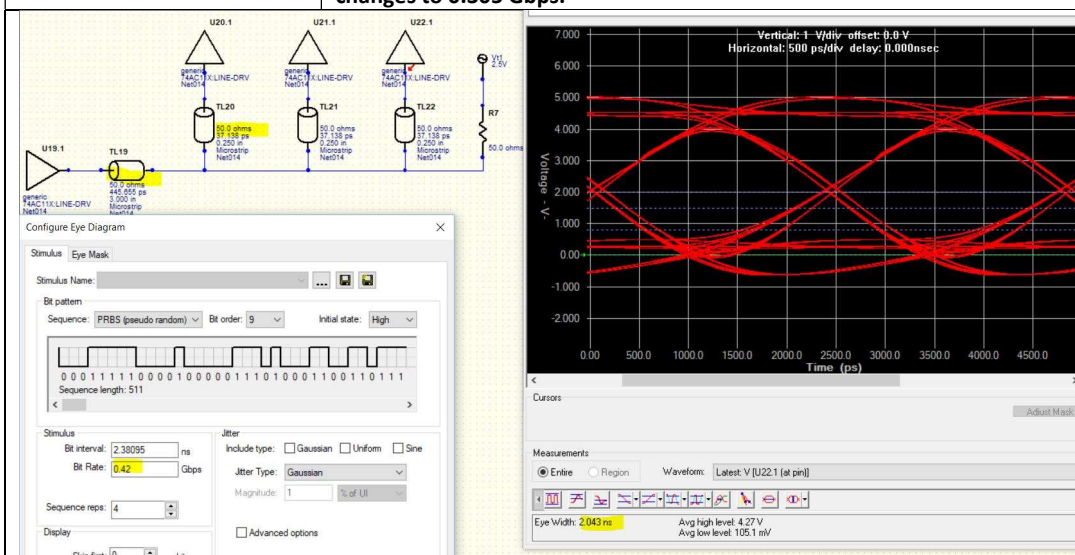 changes to 0.505 Gbps.
U20.1
U21.1
U22.1
generic
74AC11X:LINE-DRV
Net014
generic
74AC11X:LINE-DRV
Net014
generic
74AC11X:LINE-DRV
Net014
Vt1
2.5V
TL20
50.0 ohms
37.138 ps
0.250 in
Microstrip
Net014
TL21
50.0 ohms
37.138 ps
0.250 in
Microstrip
Net014
TL22
50.0 ohms
37.138 ps
0.250 in
Microstrip
Net014
R7
50.0 ohms
U19.1
generic
74AC11X:LINE-DRV
Net014
TL19
50.0 ohms
445.655 ps
3.000 in
Microstrip
Net014
Configure Eye Diagram
Stimulus Eye Mask
Stimulus Name:
...
Bit pattern
Sequence: PRBS (pseudo random) Bit order: 9 Initial state: High
0 0 0 1 1 1 1 1 0 0 0 0 1 0 0 0 0 0 1 1 1 0 1 0 0 0 1 1 0 0 1 1 0 1 1 1
Sequence length: 511
Stimulus
Bit interval: 2.38095 ns
Bit Rate: 0.42 Gbps
Sequence reps: 4
Display
Jitter
Include type: Gaussian Uniform Sine
Jitter Type: Gaussian
Magnitude: 1 % of UI
Advanced options
Vertical: 1 V/div offset: 0.0 V
Horizontal: 500 ps/div delay: 0.000nsec
Voltage - V-
7.000
6.000
5.000
4.000
3.000
2.000
1.000
0.00
-1.000
-2.000
0.00 500.0 1000.0 1500.0 2000.0 2500.0 3000.0 3500.0 4000.0 4500.0
Time (ps)
Cursors
Adjust Mask
Measurements
Entire Region Waveform: Latest: V [U22.1 (at pin)]
Eye Width: 2.043 ns
Avg high level: 4.27 V
Avg low level: 105.1 mV